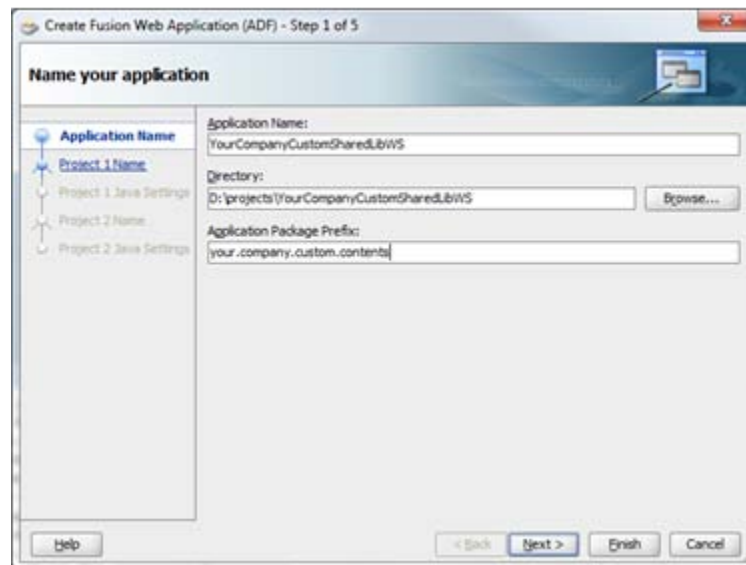 Create Fusion Web Application (ADF) - Step 1 of 5
Name your application
Application Name
Project 1 Name
Project 1 Java Settings
Project 2 Name
Project 2 Java Settings
Application Name:
YourCompanyCustomSharedLibWS
Directory:
D:\projects\YourCompanyCustomSharedLibWS
Browse...
Application Package Prefix:
your.company.custom.contents
Help
< Back
Next >
Finish
Cancel